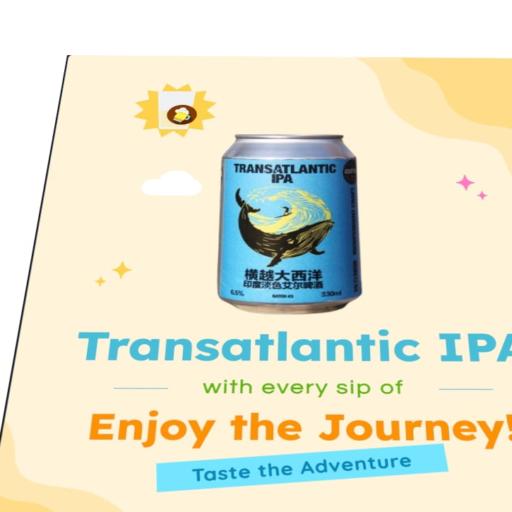 TRANSATLANTIC
IPA
横越大西洋
印度淡色艾尔啤酒
6.5%
330ml
Transatlantic IPA
with every sip of
Enjoy the Journey!
Taste the Adventure